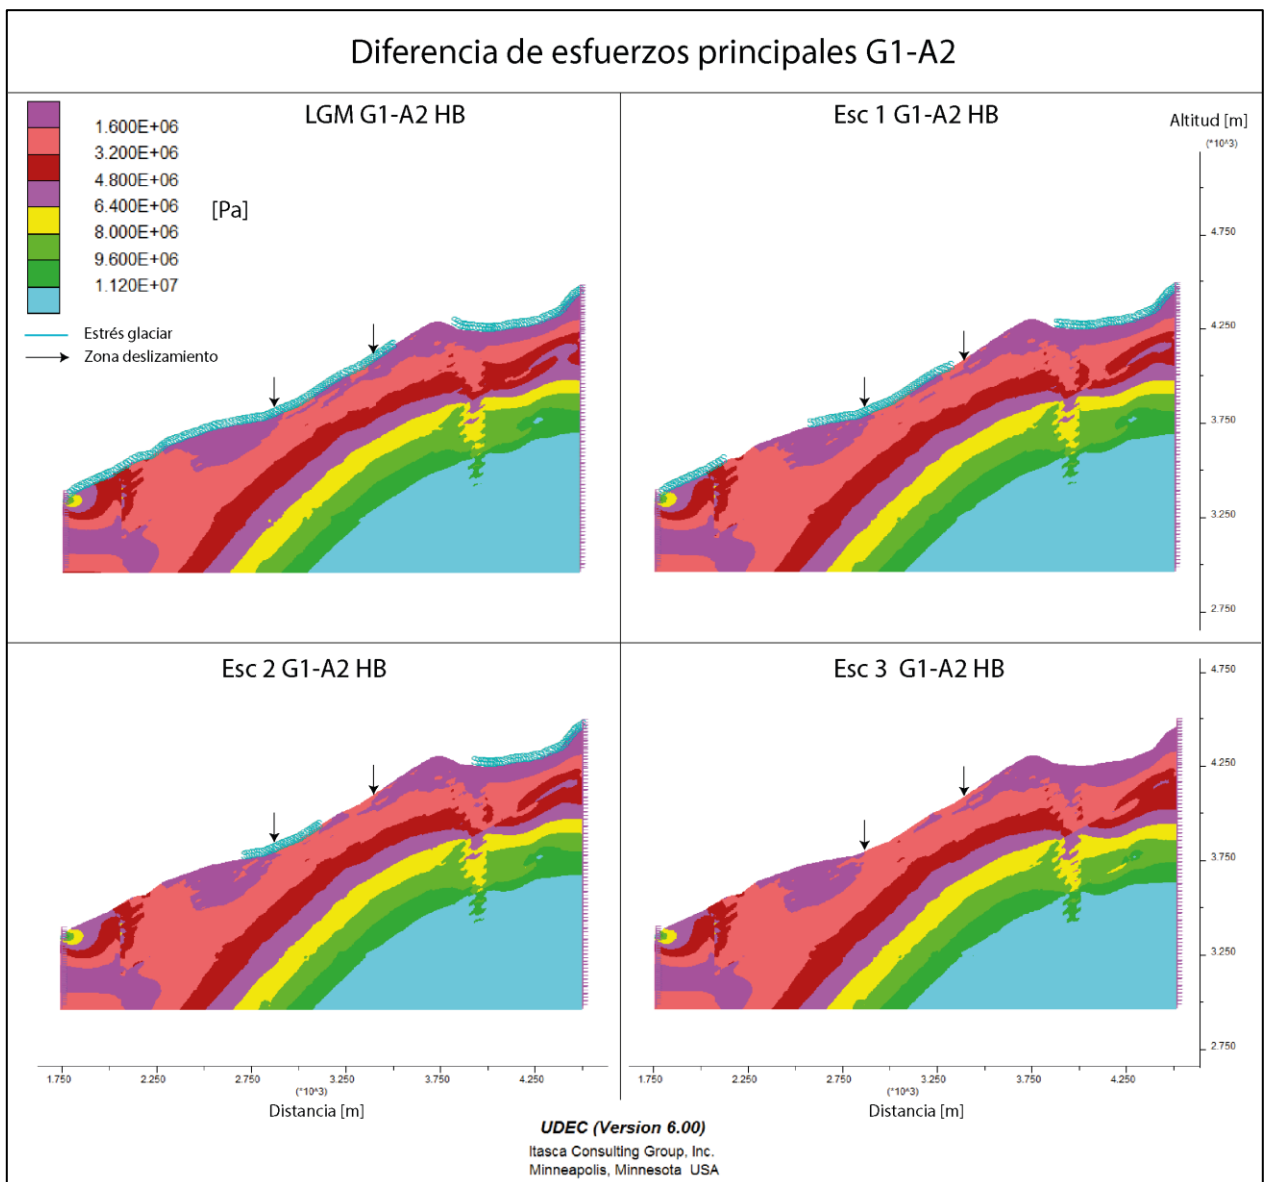 Diferencia de esfuerzos principales G1-A2
LGM G1-A2 HB
1.600E+06
3.200E+06
4.800E+06
6.400E+06
8.000E+06
9.600E+06
1.120E+07
[Pa]
Estrés glaciar
Zona deslizamiento
Esc 1 G1-A2 HB
Altitud [m]
(*10^3)
4.750
4.250
3.750
3.250
2.750
Esc 2 G1-A2 HB
Esc 3 G1-A2 HB
4.750
4.250
3.750
3.250
2.750
1.750 2.250 2.750 3.250 3.750 4.250
(*10^3)
Distancia [m]
1.750 2.250 2.750 3.250 3.750 4.250
(*10^3)
Distancia [m]
UDEC (Version 6.00)
Itasca Consulting Group, Inc.
Minneapolis, Minnesota USA